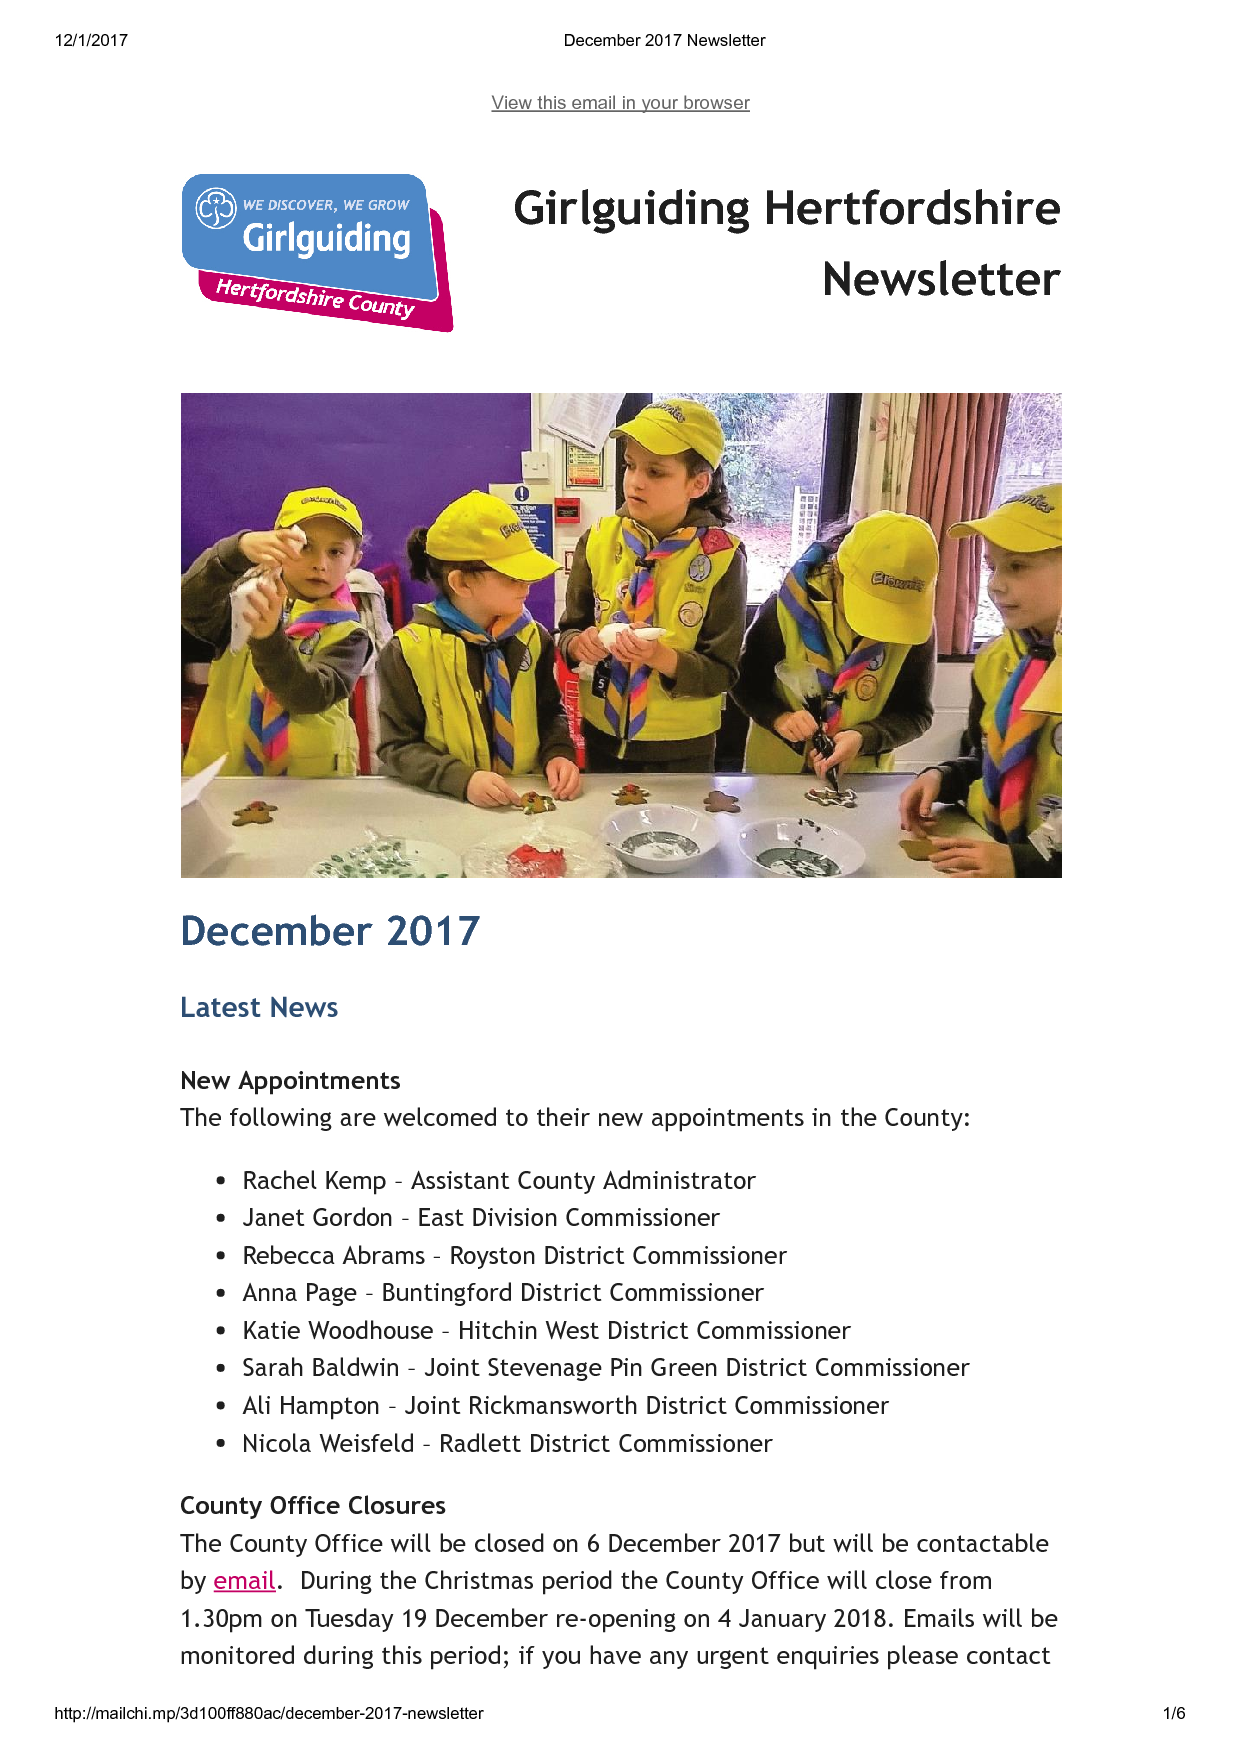 12/1/2017
December 2017 Newsletter
View this email in your browser
WE DISCOVER, WE GROW
Girlguiding
Hertfordshire County
Girlguiding Hertfordshire
Newsletter
Brownies
December 2017
Latest News
New Appointments
The following are welcomed to their new appointments in the County:
• Rachel Kemp – Assistant County Administrator
• Janet Gordon – East Division Commissioner
• Rebecca Abrams – Royston District Commissioner
• Anna Page – Buntingford District Commissioner
• Katie Woodhouse – Hitchin West District Commissioner
• Sarah Baldwin – Joint Stevenage Pin Green District Commissioner
• Ali Hampton – Joint Rickmansworth District Commissioner
• Nicola Weisfeld – Radlett District Commissioner
County Office Closures
The County Office will be closed on 6 December 2017 but will be contactable
by email.  During the Christmas period the County Office will close from
1.30pm on Tuesday 19 December re-opening on 4 January 2018. Emails will be
monitored during this period; if you have any urgent enquiries please contact
http://mailchi.mp/3d100ff880ac/december-2017-newsletter
1/6